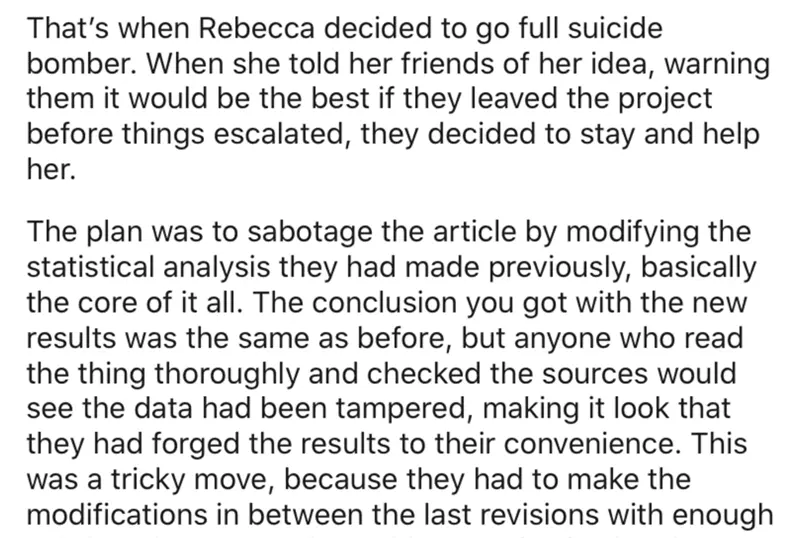 That's when Rebecca decided to go full suicide
bomber. When she told her friends of her idea, warning
them it would be the best if they leaved the project
before things escalated, they decided to stay and help
her.
The plan was to sabotage the article by modifying the
statistical analysis they had made previously, basically
the core of it all. The conclusion you got with the new
results was the same as before, but anyone who read
the thing thoroughly and checked the sources would
see the data had been tampered, making it look that
they had forged the results to their convenience. This
was a tricky move, because they had to make the
modifications in between the last revisions with enough